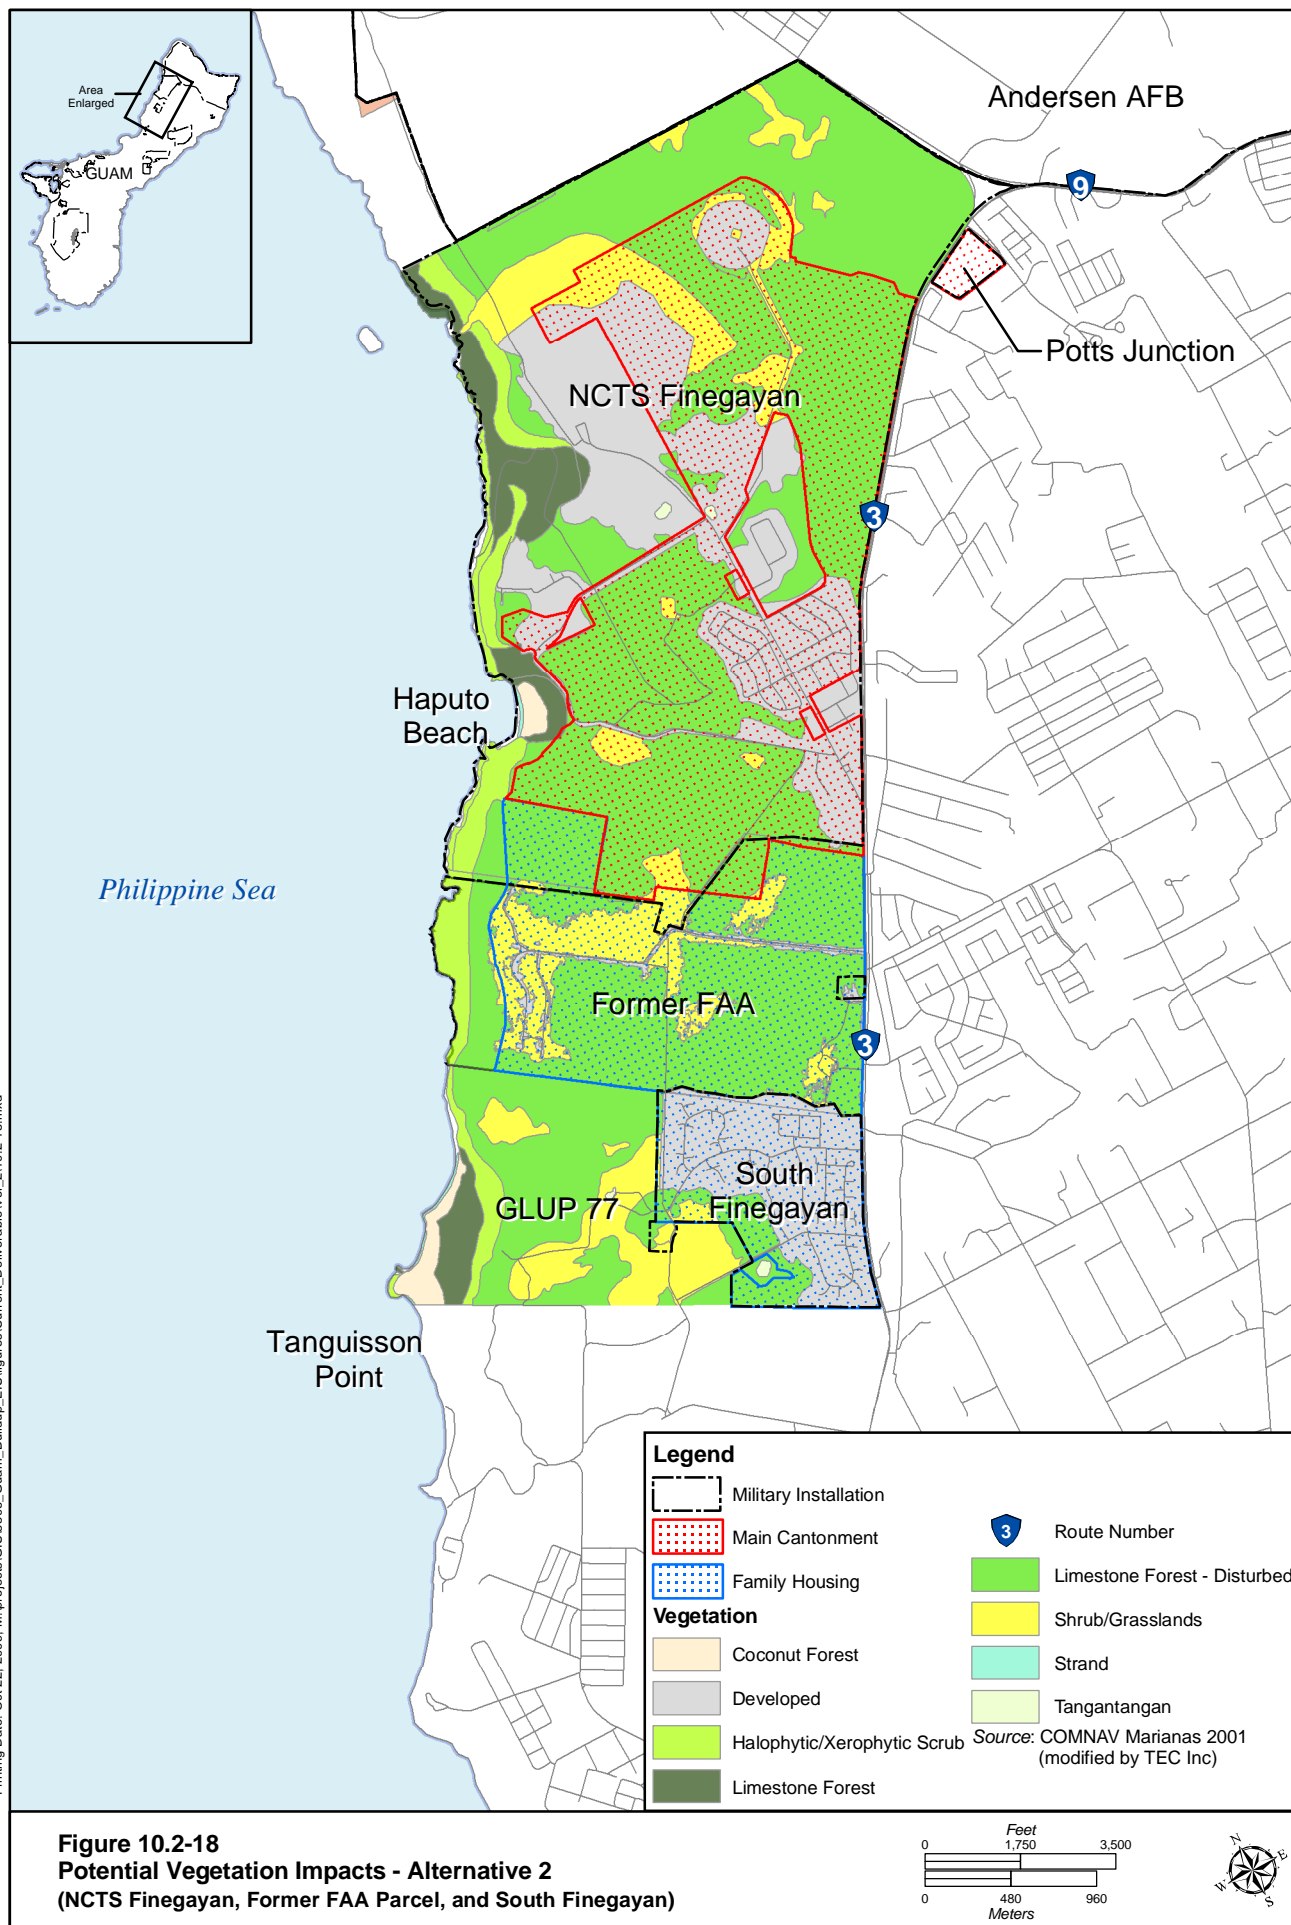 Area
Enlarged
GUAM
Andersen AFB
9
Potts Junction
NCTS Finegayan
3
Haputo
Beach
Philippine Sea
Former FAA
3
South
Finegayan
GLUP 77
Tanguisson
Point
Legend
Military Installation
Main Cantonment
Family Housing
Vegetation
Coconut Forest
Developed
Halophytic/Xerophytic Scrub
Limestone Forest
3 Route Number
Limestone Forest - Disturbed
Shrub/Grasslands
Strand
Tangantangan
Source: COMNAV Marianas 2001
(modified by TEC Inc)
Figure 10.2-18
Potential Vegetation Impacts - Alternative 2
(NCTS Finegayan, Former FAA Parcel, and South Finegayan)
Feet
0 1,750 3,500
0 480 960
Meters
N
E
W
S